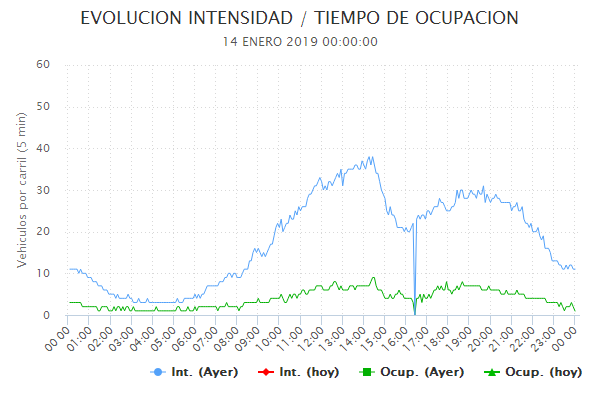 EVOLUCION INTENSIDAD / TIEMPO DE OCUPACION
14 ENERO 2019 00:00:00
Vehiculos por carril (5 min)
60
50
40
30
20
10
0
00:00 01:00 02:00 03:00 04:00 05:00 06:00 07:00 08:00 09:00 10:00 11:00 12:00 13:00 14:00 15:00 16:00 17:00 18:00 19:00 20:00 21:00 22:00 23:00 00:00
Int. (Ayer) Int. (hoy) Ocup. (Ayer) Ocup. (hoy)